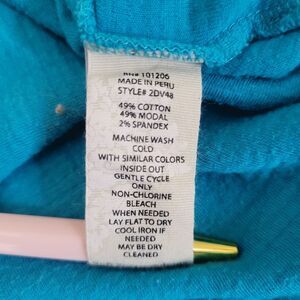 RN# 101206
MADE IN PERU
STYLE# 2DV48
49% COTTON
49% MODAL
2% SPANDEX
MACHINE WASH
COLD
WITH SIMILAR COLORS
INSIDE OUT
GENTLE CYCLE
ONLY
NON-CHLORINE
BLEACH
WHEN NEEDED
LAY FLAT TO DRY
COOL IRON IF
NEEDED
MAY BE DRY
CLEANED